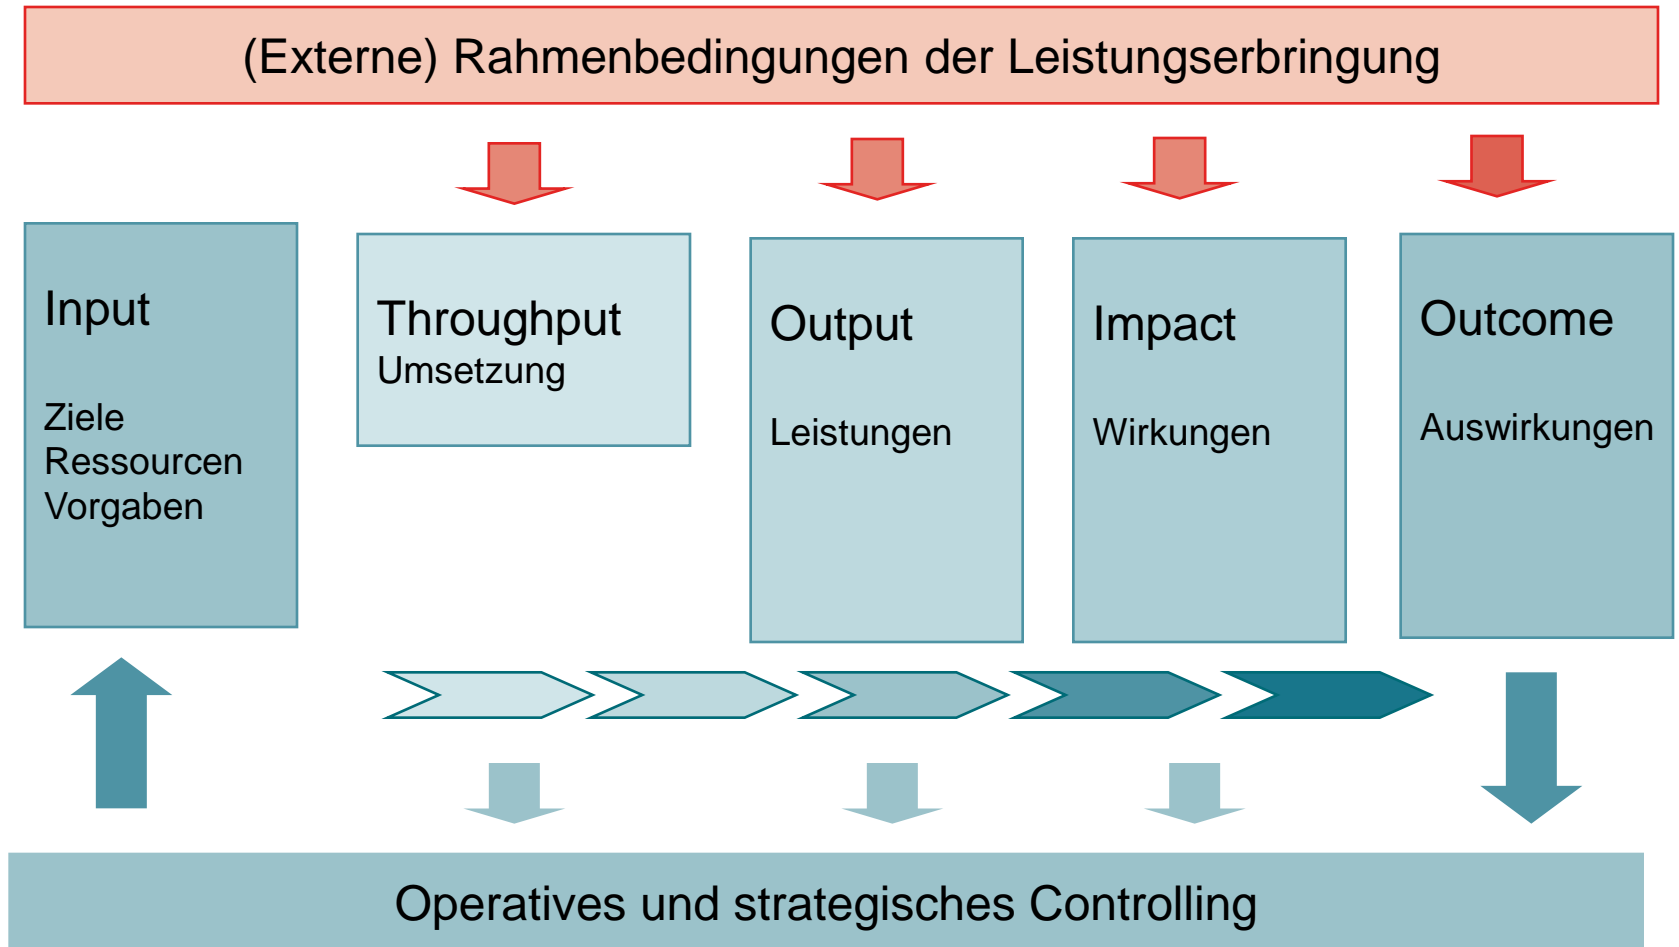 (Externe) Rahmenbedingungen der Leistungserbringung
Input
Ziele
Ressourcen
Vorgaben
Throughput
Umsetzung
Output
Leistungen
Impact
Wirkungen
Outcome
Auswirkungen
Operatives und strategisches Controlling